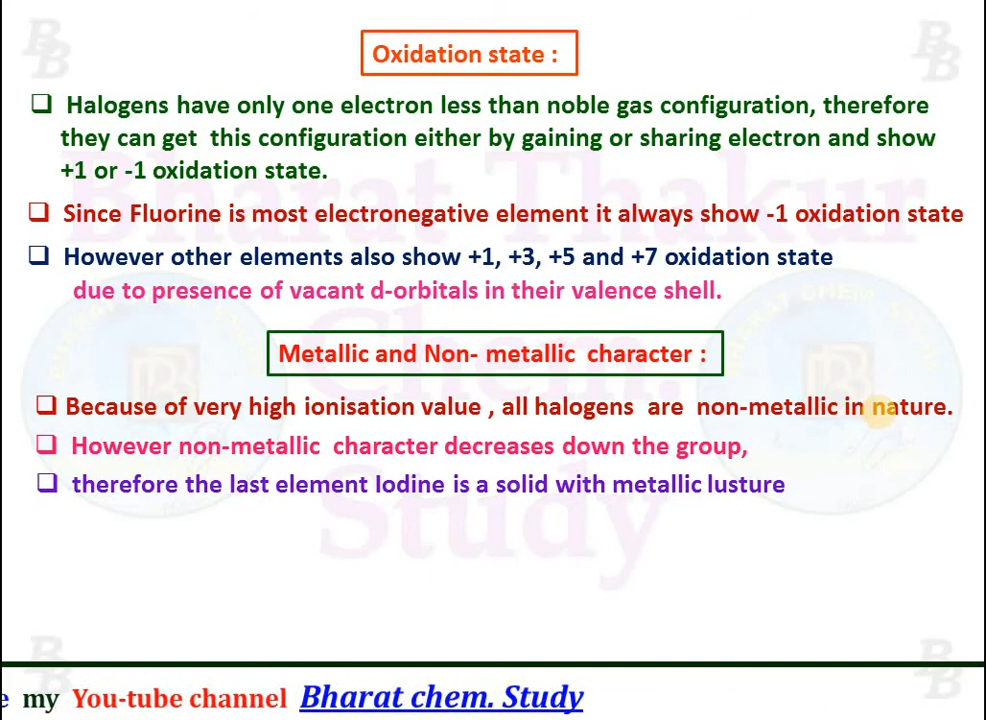 Oxidation state :
Halogens have only one electron less than noble gas configuration, therefore
they can get this configuration either by gaining or sharing electron and show
+1 or -1 oxidation state.
Since Fluorine is most electronegative element it always show -1 oxidation state
However other elements also show +1, +3, +5 and +7 oxidation state
due to presence of vacant d-orbitals in their valence shell.
Metallic and Non- metallic character :
Because of very high ionisation value , all halogens are non-metallic in nature.
However non-metallic character decreases down the group,
therefore the last element Iodine is a solid with metallic lusture
Bharat Thakur
Chem.
Study
my You-tube channel Bharat chem. Study